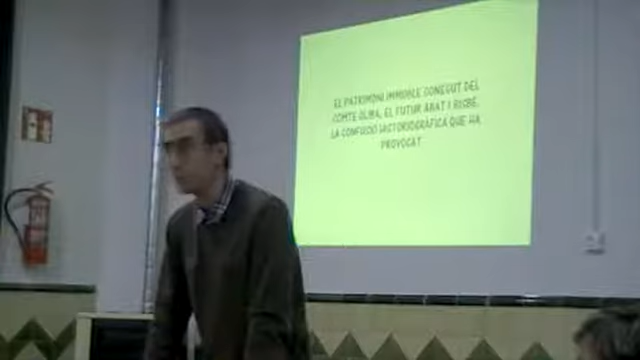 EL PATRIMONI IMMOBLE CONEGUT DEL
COMTE OLIBA, EL FUTUR ABAT I BISBE.
LA CONFUSIÓ HISTORIOGRÀFICA QUE HA
PROVOCAT